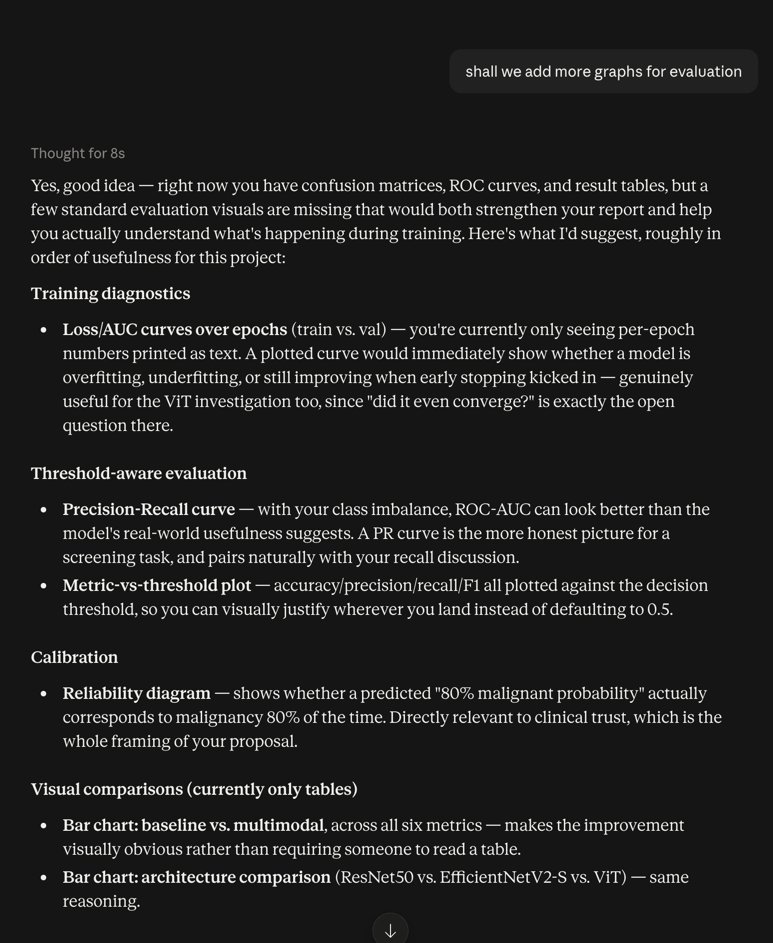 shall we add more graphs for evaluation
Thought for 8s
Yes, good idea — right now you have confusion matrices, ROC curves, and result tables, but a
few standard evaluation visuals are missing that would both strengthen your report and help
you actually understand what's happening during training. Here's what I'd suggest, roughly in
order of usefulness for this project:
Training diagnostics
• Loss/AUC curves over epochs (train vs. val) — you're currently only seeing per-epoch
numbers printed as text. A plotted curve would immediately show whether a model is
overfitting, underfitting, or still improving when early stopping kicked in — genuinely
useful for the ViT investigation too, since "did it even converge?" is exactly the open
question there.
Threshold-aware evaluation
• Precision-Recall curve — with your class imbalance, ROC-AUC can look better than the
model's real-world usefulness suggests. A PR curve is the more honest picture for a
screening task, and pairs naturally with your recall discussion.
• Metric-vs-threshold plot — accuracy/precision/recall/F1 all plotted against the decision
threshold, so you can visually justify wherever you land instead of defaulting to 0.5.
Calibration
• Reliability diagram — shows whether a predicted "80% malignant probability" actually
corresponds to malignancy 80% of the time. Directly relevant to clinical trust, which is the
whole framing of your proposal.
Visual comparisons (currently only tables)
• Bar chart: baseline vs. multimodal, across all six metrics — makes the improvement
visually obvious rather than requiring someone to read a table.
• Bar chart: architecture comparison (ResNet50 vs. EfficientNetV2-S vs. ViT) — same
reasoning.